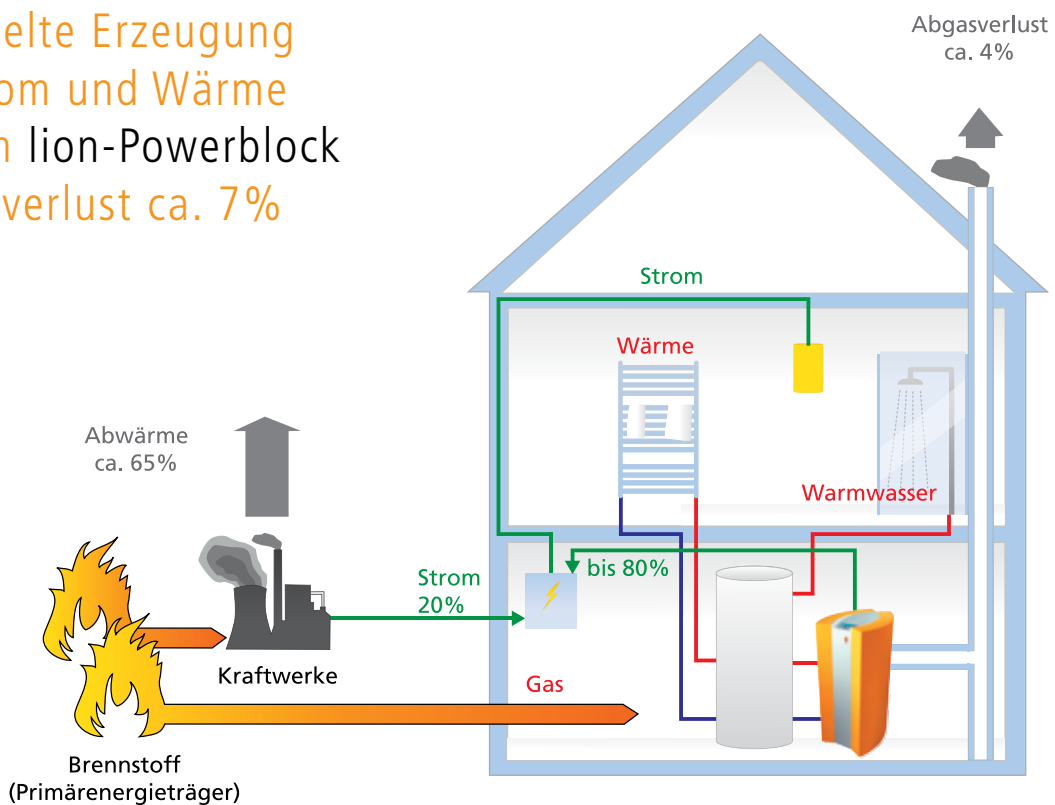 elte Erzeugung
om und Wärme
lion-Powerblock
verlust ca. 7%
Abgasverlust
ca. 4%
Strom
Wärme
Warmwasser
Abwärme
ca. 65%
bis 80%
Strom
20%
Kraftwerke
Gas
Brennstoff
(Primärenergieträger)